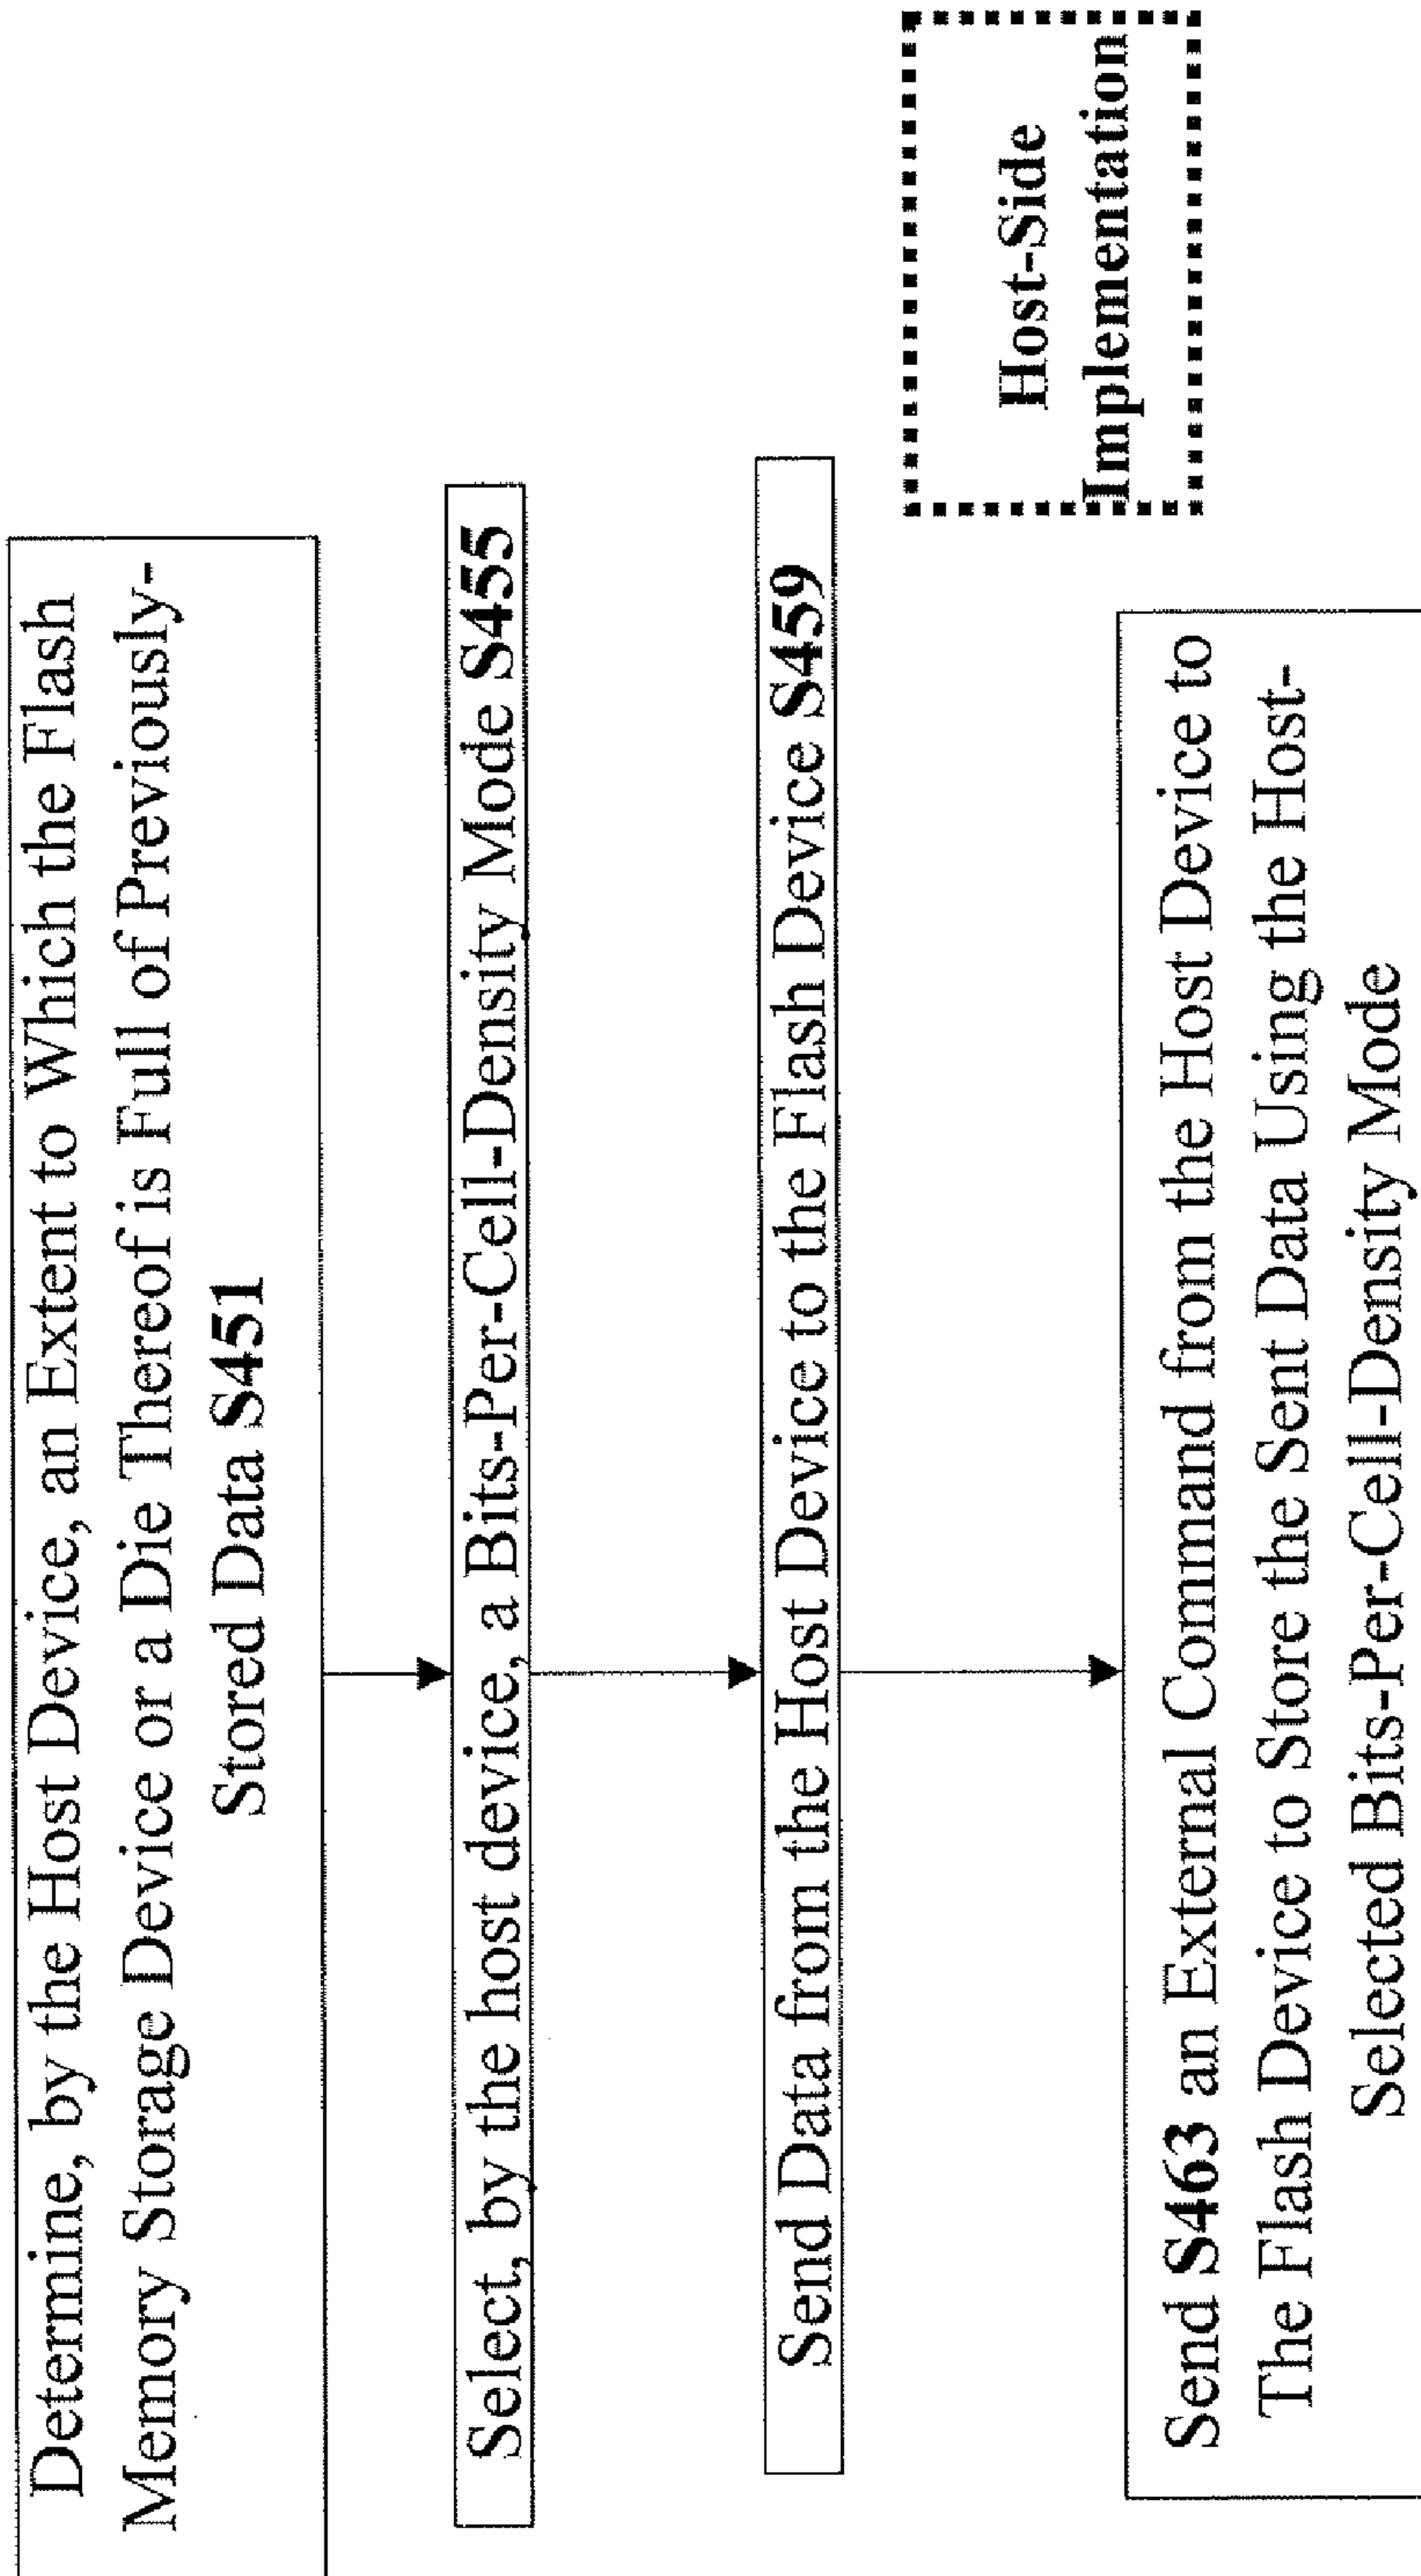 Determine, by the Host Device, an Extent to Which the Flash
Memory Storage Device or a Die Thereof is Full of Previously-
Stored Data S451
Select, by the host device, a Bits-Per-Cell-Density Mode S455
Send Data from the Host Device to the Flash Device S459
Host-Side
Implementation
Send S463 an External Command from the Host Device to
The Flash Device to Store the Sent Data Using the Host-
Selected Bits-Per-Cell-Density Mode